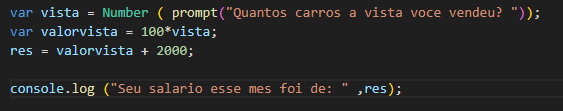 var vista = Number ( prompt("Quantos carros a vista voce vendeu? "));
var valorvista = 100*vista;
res = valorvista + 2000;
console.log ("Seu salario esse mes foi de: " ,res);